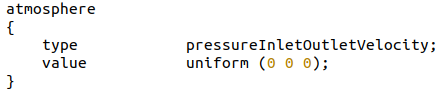 atmosphere
{
    type            pressureInletOutletVelocity;
    value           uniform (0 0 0);
}